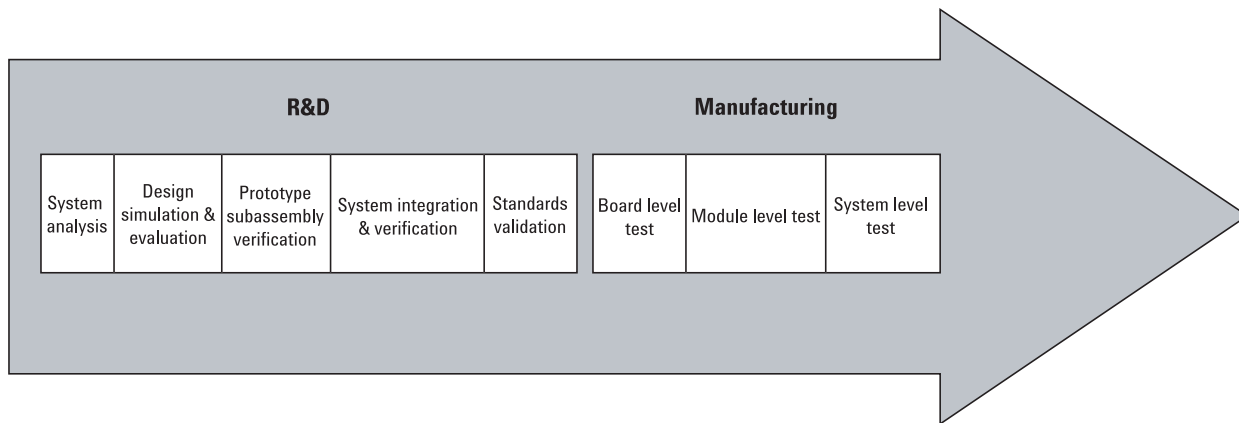 R&D
Manufacturing
System
analysis
Design
simulation &
evaluation
Prototype
subassembly
verification
System integration
& verification
Standards
validation
Board level
test
Module level test
System level
test